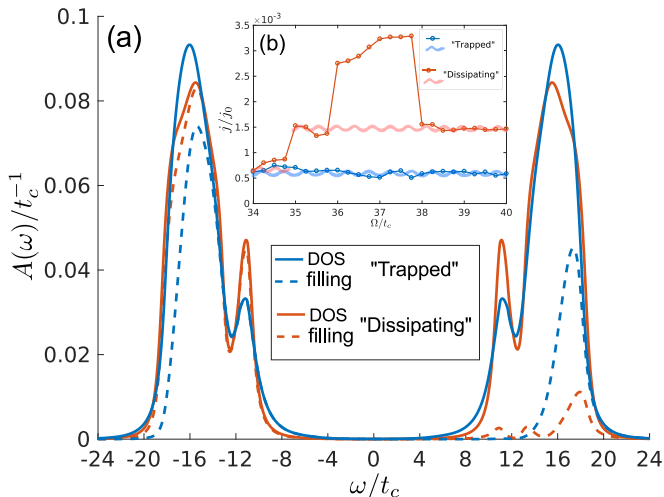 (a)
(b)
×10⁻³
3.5
3
2.5
2
1.5
1
0.5
0
j/j₀
34 35 36 37 38 39 40
Ω/t_c
"Trapped"
"Dissipating"
0.1
0.08
0.06
0.04
0.02
0
A(ω)/t_c⁻¹
DOS
filling
"Trapped"
DOS
filling
"Dissipating"
-24 -20 -16 -12 -8 -4 0 4 8 12 16 20 24
ω/t_c